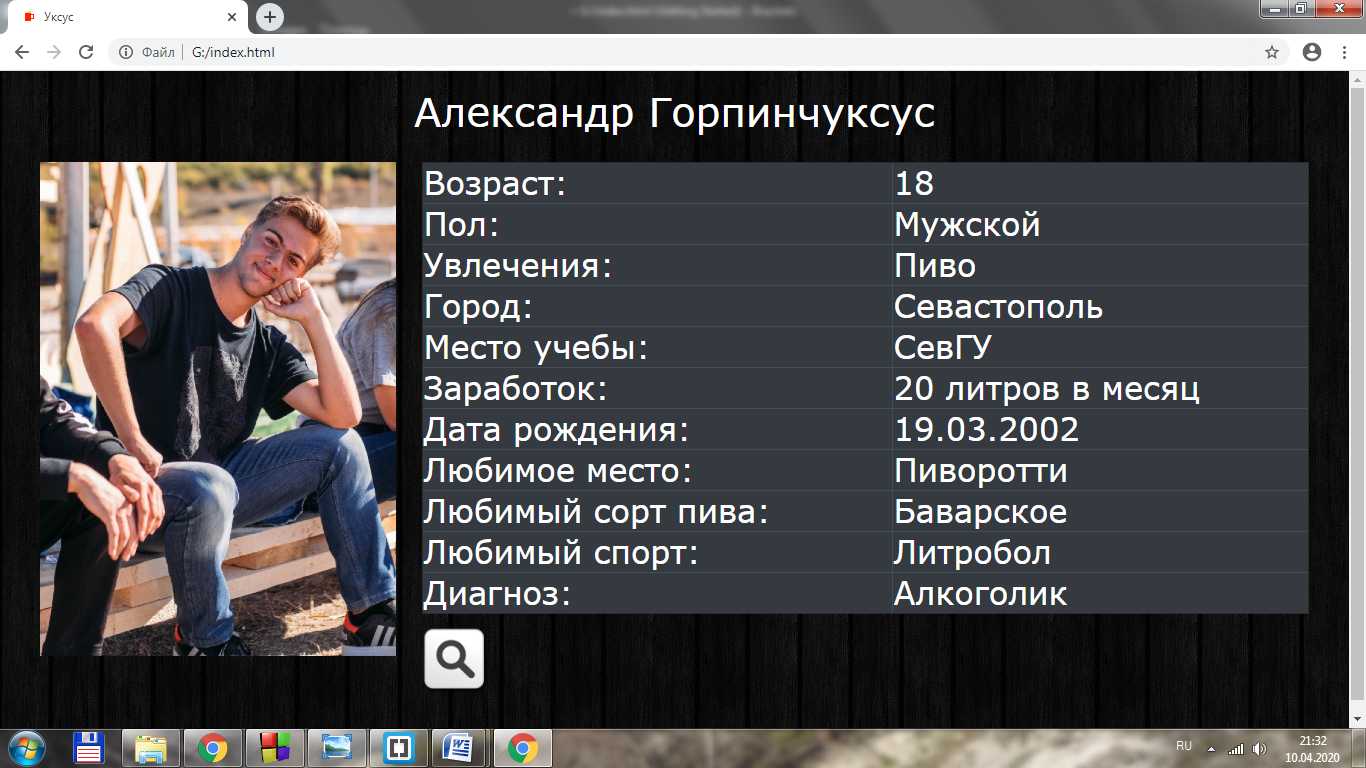 Уксус
Файл
G:/index.html
Александр Горпинчуксус
Возраст: 18
Пол: Мужской
Увлечения: Пиво
Город: Севастополь
Место учебы: СевГУ
Заработок: 20 литров в месяц
Дата рождения: 19.03.2002
Любимое место: Пиворотти
Любимый сорт пива: Баварское
Любимый спорт: Литробол
Диагноз: Алкоголик
RU
21:32
10.04.2020